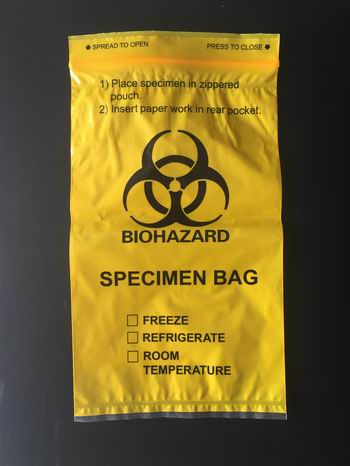 SPREAD TO OPEN PRESS TO CLOSE
1) Place specimen in zippered
pouch.
2) Insert paper work in rear pocket.
BIOHAZARD
SPECIMEN BAG
FREEZE
REFRIGERATE
ROOM
TEMPERATURE